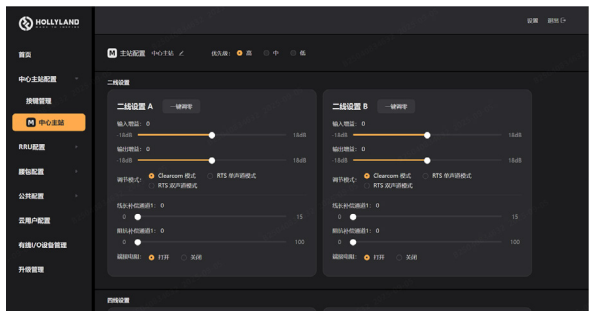 HOLLYLAND
设置 退出
首页
中心主站配置
按键管理
M 中心主站
RRU配置
腰包配置
公共配置
云用户配置
有线I/O设备管理
升级管理
M 主站配置 中心主站 优先级: 高 中 低
二线设置
二线设置 A 一键调零
输入增益: 0
-18dB 18dB
输出增益: 0
-18dB 18dB
调节模式: Clearcom 模式 RTS 单声道模式
RTS 双声道模式
线长补偿通道1: 0
0 15
阻抗补偿通道1: 0
0 100
端接电阻: 打开 关闭
二线设置 B 一键调零
输入增益: 0
-18dB 18dB
输出增益: 0
-18dB 18dB
调节模式: Clearcom 模式 RTS 单声道模式
RTS 双声道模式
线长补偿通道1: 0
0 15
阻抗补偿通道1: 0
0 100
端接电阻: 打开 关闭
四线设置